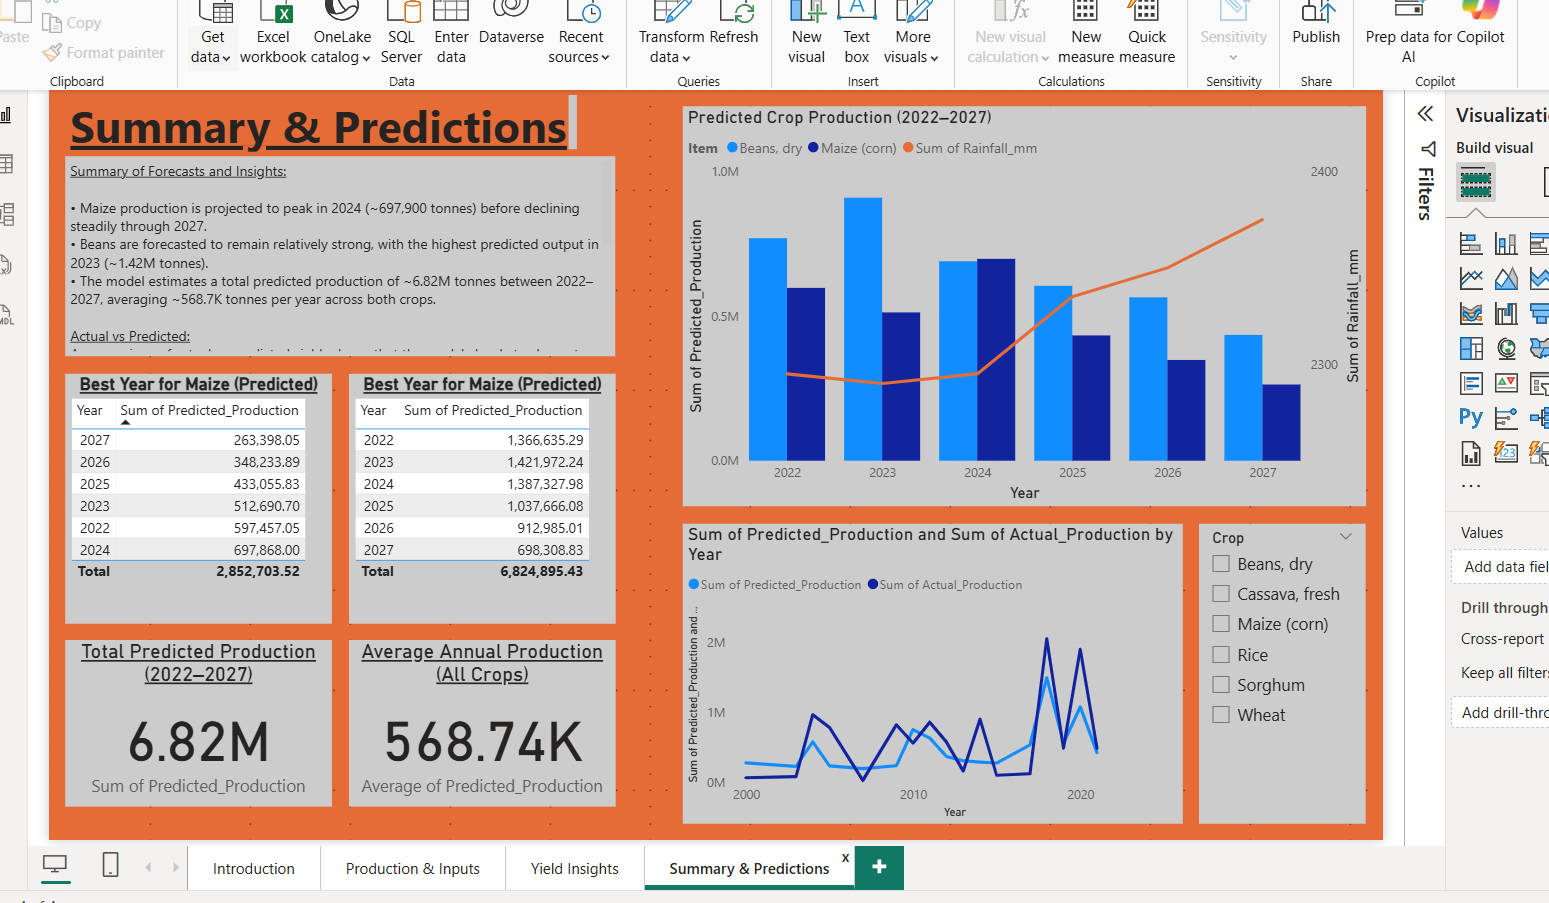 Paste
Copy
Format painter
Clipboard
Get data
Excel workbook
OneLake catalog
SQL Server
Enter data
Dataverse
Recent sources
Data
Transform data
Refresh
Queries
New visual
Text box
More visuals
Insert
New visual calculation
New measure
Quick measure
Calculations
Sensitivity
Sensitivity
Publish
Share
Prep data for AI
Copilot
Copilot
Summary & Predictions
Summary of Forecasts and Insights:
• Maize production is projected to peak in 2024 (~697,900 tonnes) before declining
steadily through 2027.
• Beans are forecasted to remain relatively strong, with the highest predicted output in
2023 (~1.42M tonnes).
• The model estimates a total predicted production of ~6.82M tonnes between 2022–
2027, averaging ~568.7K tonnes per year across both crops.
Actual vs Predicted:
Best Year for Maize (Predicted)
Year Sum of Predicted_Production
2027 263,398.05
2026 348,233.89
2025 433,055.83
2023 512,690.70
2022 597,457.05
2024 697,868.00
Total 2,852,703.52
Best Year for Maize (Predicted)
Year Sum of Predicted_Production
2022 1,366,635.29
2023 1,421,972.24
2024 1,387,327.98
2025 1,037,666.08
2026 912,985.01
2027 698,308.83
Total 6,824,895.43
Total Predicted Production
(2022–2027)
6.82M
Sum of Predicted_Production
Average Annual Production
(All Crops)
568.74K
Average of Predicted_Production
Predicted Crop Production (2022–2027)
Item Beans, dry Maize (corn) Sum of Rainfall_mm
Sum of Predicted_Production
1.0M
0.5M
0.0M
2400
2300
Sum of Rainfall_mm
2022 2023 2024 2025 2026 2027
Year
Sum of Predicted_Production and Sum of Actual_Production by
Year
Sum of Predicted_Production Sum of Actual_Production
Sum of Predicted_Production and ...
2M
1M
0M
2000 2010 2020
Year
Crop
Beans, dry
Cassava, fresh
Maize (corn)
Rice
Sorghum
Wheat
Filters
Visualizati
Build visual
Py
123
...
Values
Add data fiel
Drill through
Cross-report
Keep all filters
Add drill-thro
Introduction
Production & Inputs
Yield Insights
Summary & Predictions
x
+